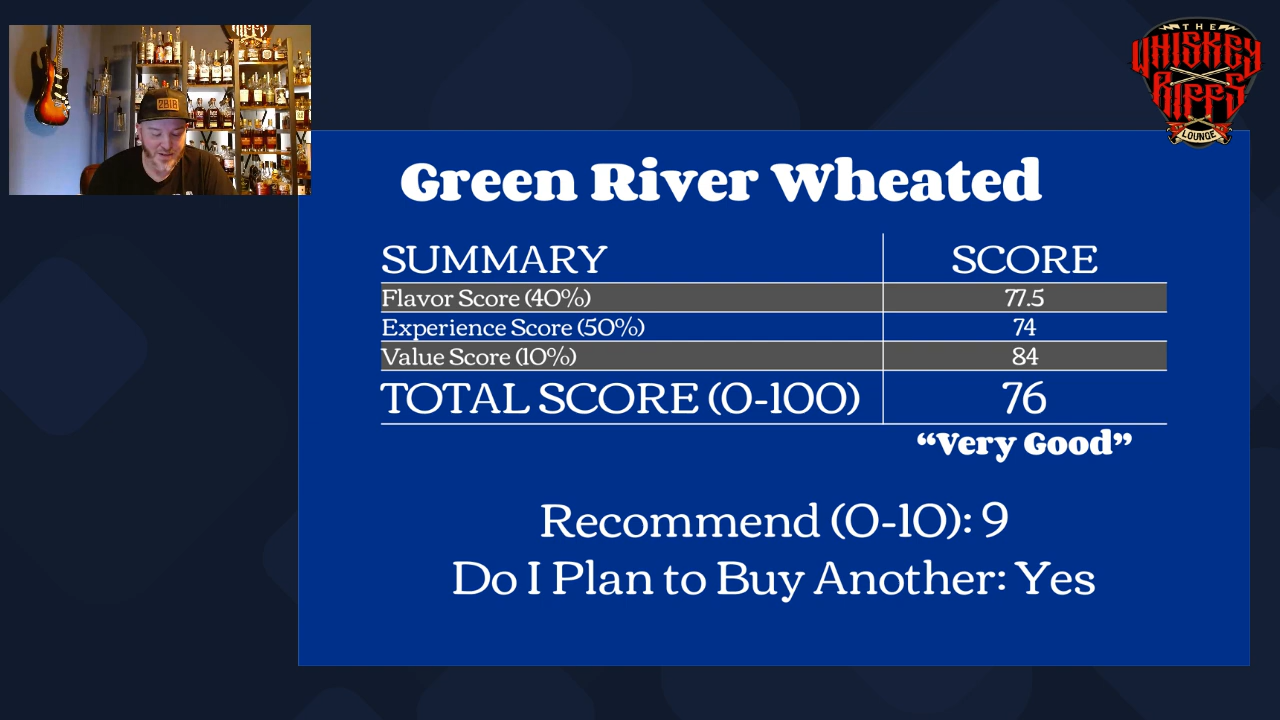 2BIB
THE
WHISKEY
RIFFS
LOUNGE
Green River Wheated
SUMMARY SCORE
Flavor Score (40%) 77.5
Experience Score (50%) 74
Value Score (10%) 84
TOTAL SCORE (0-100) 76
“Very Good”
Recommend (0-10): 9
Do I Plan to Buy Another: Yes